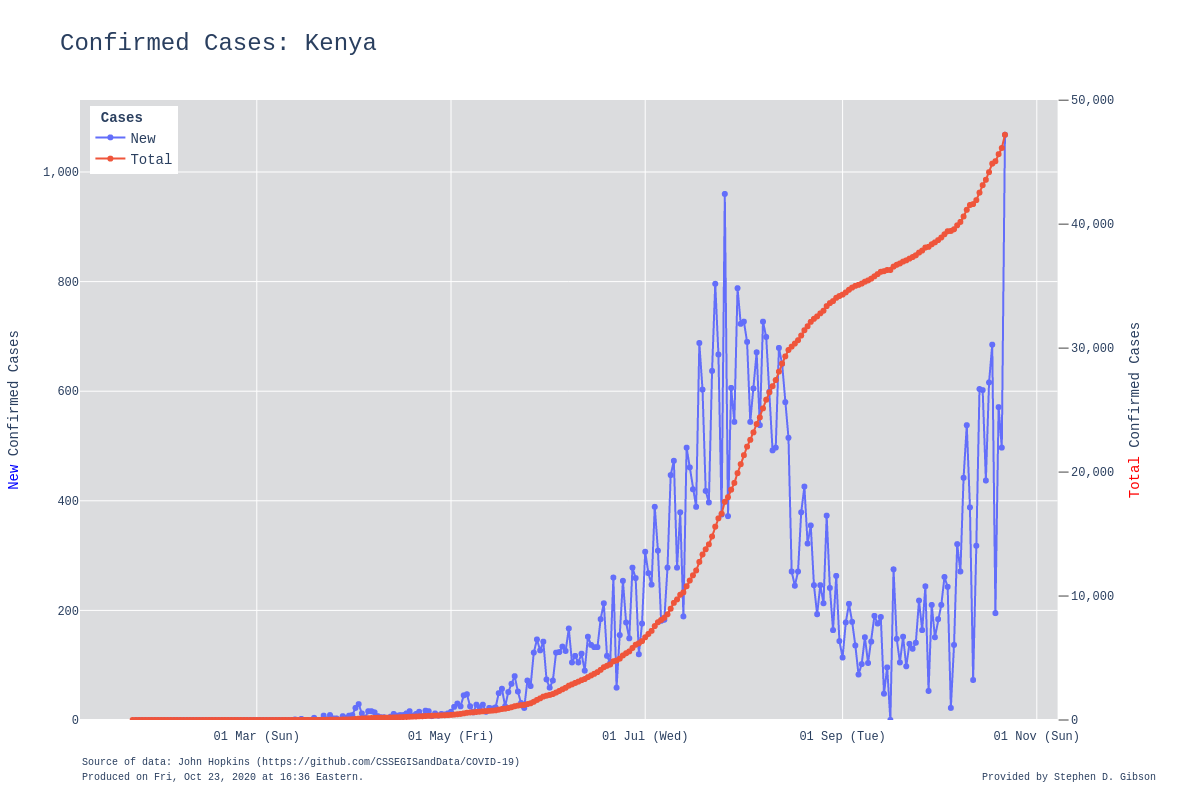 Confirmed Cases: Kenya
Cases
New
Total
1,000
800
600
400
200
0
50,000
40,000
30,000
20,000
10,000
0
New Confirmed Cases
Total Confirmed Cases
01 Mar (Sun)
01 May (Fri)
01 Jul (Wed)
01 Sep (Tue)
01 Nov (Sun)
Source of data: John Hopkins (https://github.com/CSSEGISandData/COVID-19)
Produced on Fri, Oct 23, 2020 at 16:36 Eastern.
Provided by Stephen D. Gibson